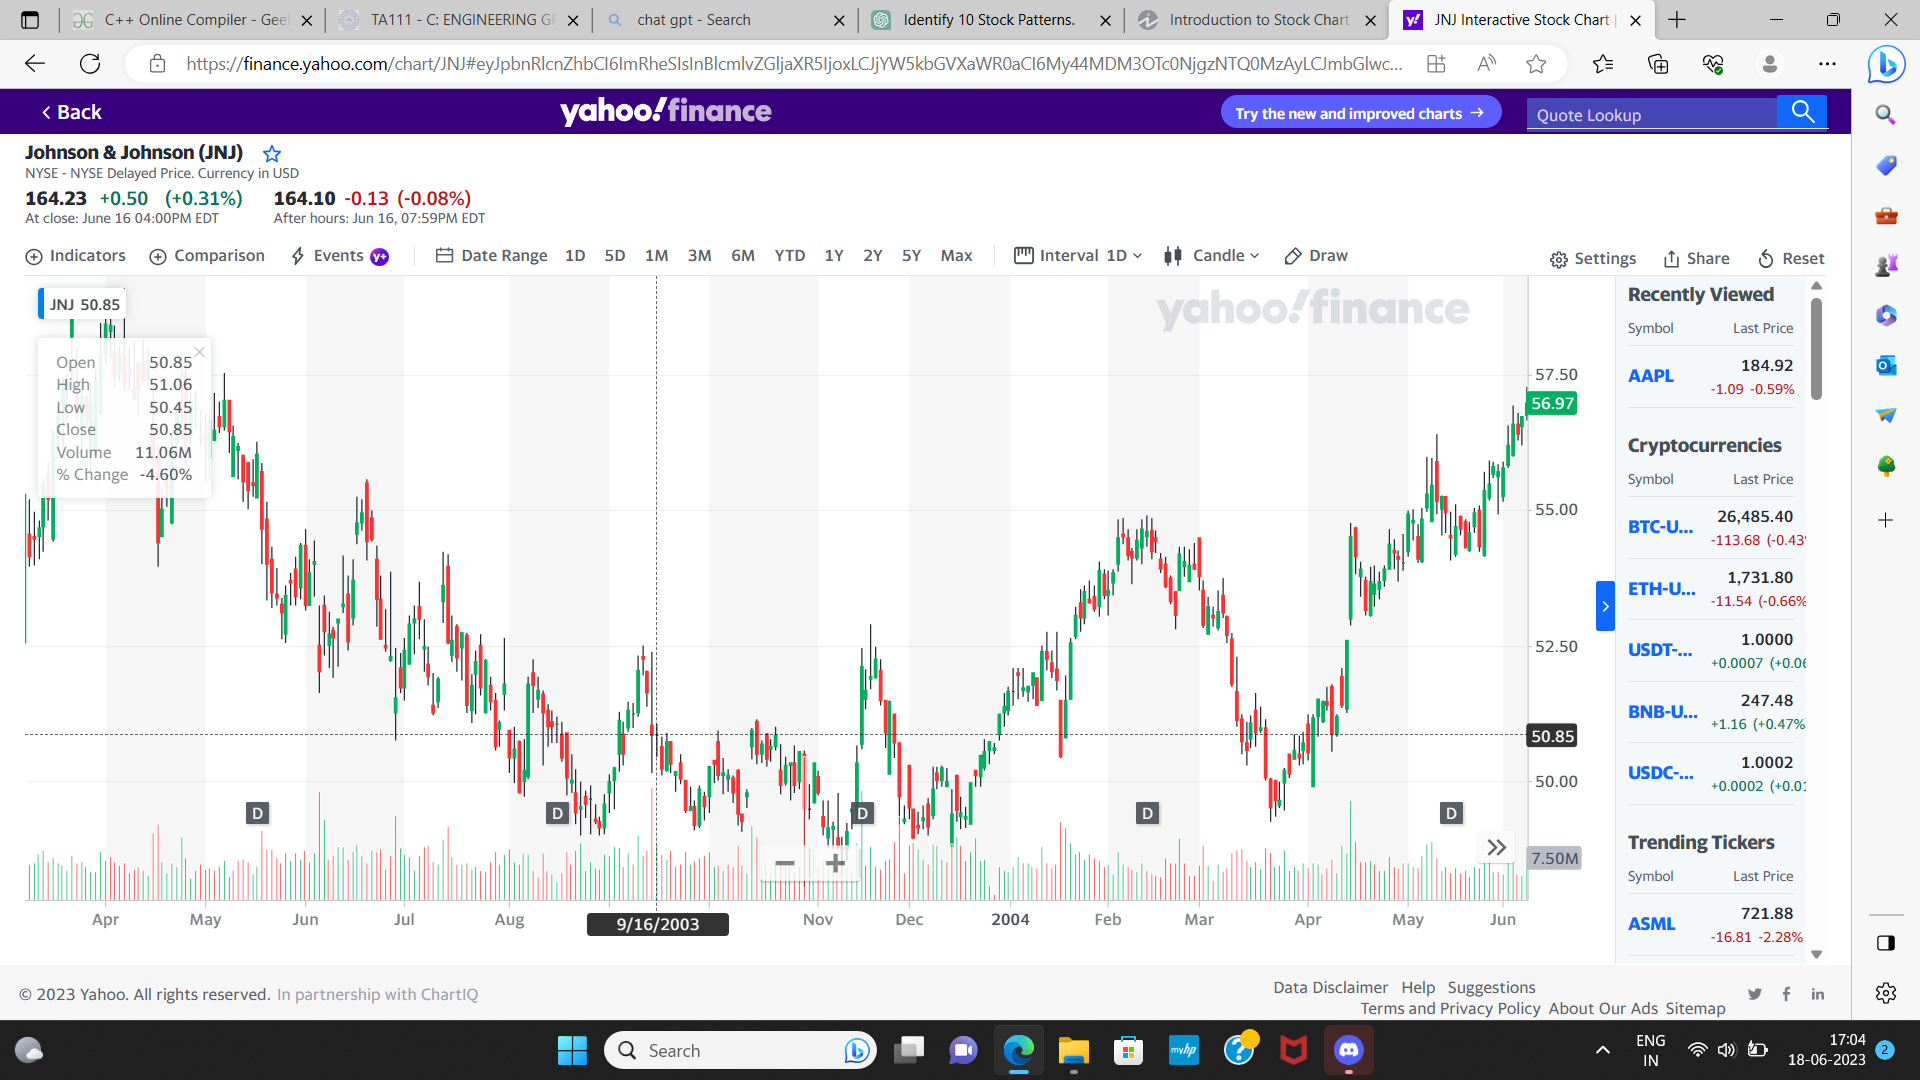 C++ Online Compiler - Gee
TA111 - C: ENGINEERING GR
chat gpt - Search
Identify 10 Stock Patterns.
Introduction to Stock Chart
JNJ Interactive Stock Chart |
https://finance.yahoo.com/chart/JNJ#eyJpbnRlcnZhbCI6ImRheSIsInBlcmlvZGljaXR5IjoxLCJjYW5kbGVXaWR0aCI6My44MDM3OTc0NjgzNTQ0MzAyLCJmbGlwc...
Back
yahoo!finance
Try the new and improved charts →
Quote Lookup
Johnson & Johnson (JNJ)
NYSE - NYSE Delayed Price. Currency in USD
164.23 +0.50 (+0.31%) 164.10 -0.13 (-0.08%)
At close: June 16 04:00PM EDT After hours: Jun 16, 07:59PM EDT
Indicators Comparison Events y+ Date Range 1D 5D 1M 3M 6M YTD 1Y 2Y 5Y Max Interval 1D Candle Draw Settings Share Reset
JNJ 50.85
Open 50.85
High 51.06
Low 50.45
Close 50.85
Volume 11.06M
% Change -4.60%
yahoo!finance
57.50
56.97
55.00
52.50
50.85
50.00
7.50M
D D D D D
Apr May Jun Jul Aug 9/16/2003 Nov Dec 2004 Feb Mar Apr May Jun
Recently Viewed
Symbol Last Price
AAPL 184.92
-1.09 -0.59%
Cryptocurrencies
Symbol Last Price
BTC-U... 26,485.40
-113.68 (-0.43
ETH-U... 1,731.80
-11.54 (-0.66%
USDT-... 1.0000
+0.0007 (+0.06
BNB-U... 247.48
+1.16 (+0.47%
USDC-... 1.0002
+0.0002 (+0.01
Trending Tickers
Symbol Last Price
ASML 721.88
-16.81 -2.28%
© 2023 Yahoo. All rights reserved. In partnership with ChartIQ
Data Disclaimer Help Suggestions
Terms and Privacy Policy About Our Ads Sitemap
Search
myhp
ENG
IN
17:04
18-06-2023
2